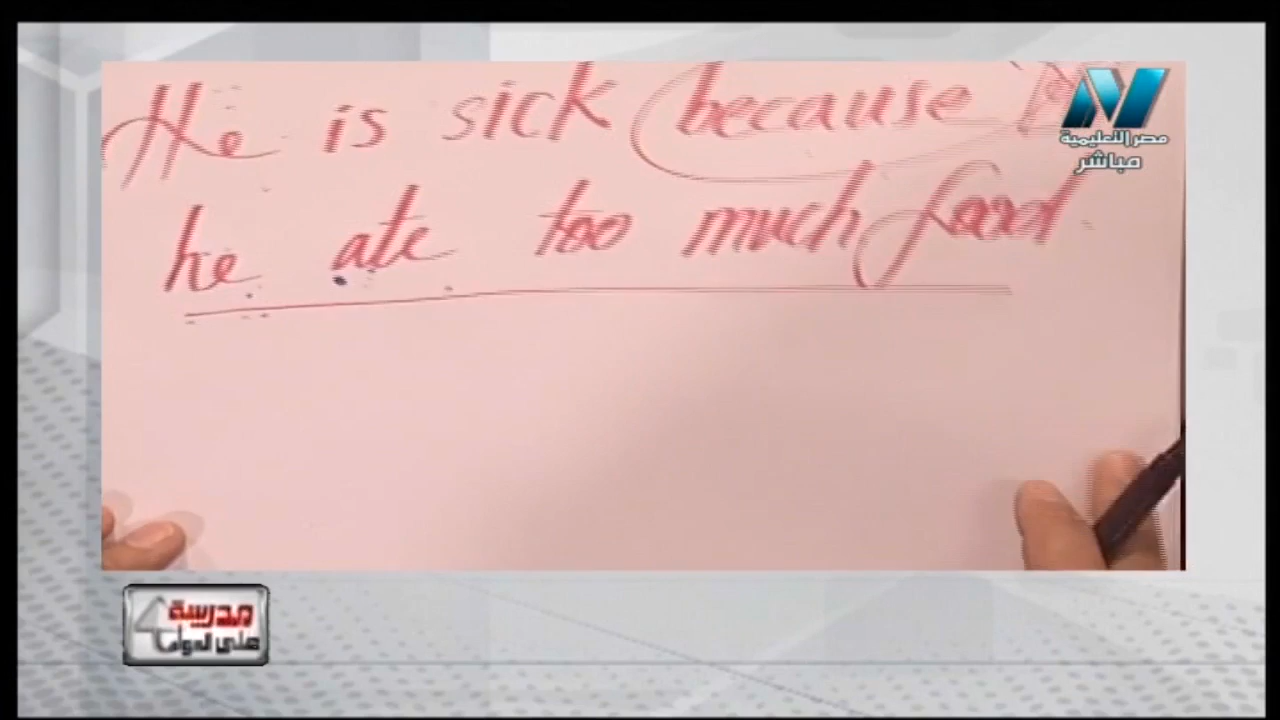 He is sick because
he ate too much food
مصر التعليمية
مباشر
مدرسة
على الهواء